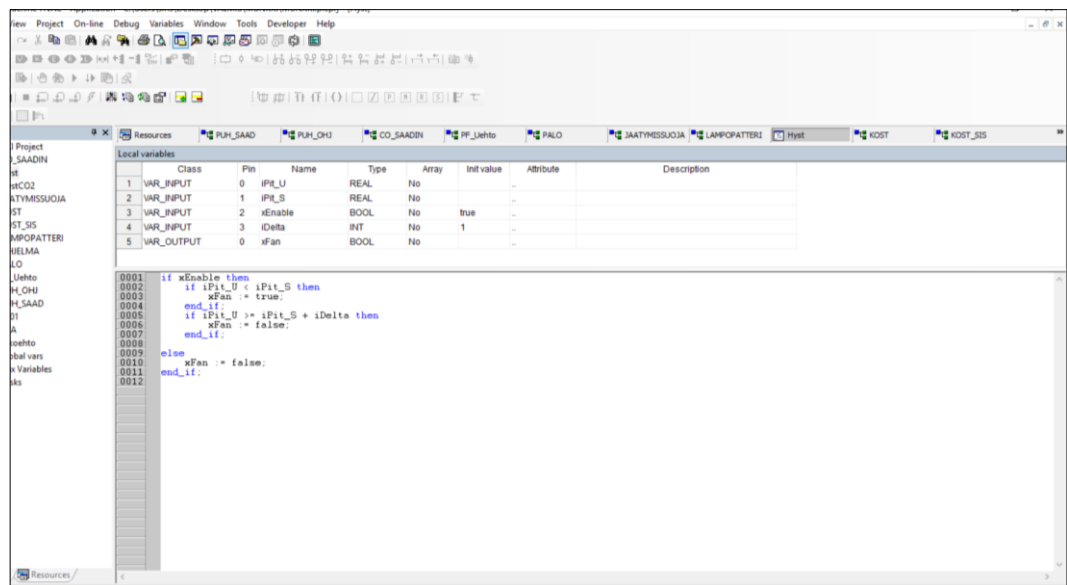 View Project On-line Debug Variables Window Tools Developer Help
Resources PUH_SAAD PUH_OHJ CO_SAADIN PF_Uehto PALO JAATYMISSUOJA LAMPOPATTERI Hyst KOST KOST_SIS
Project
_SAADIN
stCO2
ATYMISSUOJA
ST
ST_SIS
MPOPATTERI
JELMA
LO
_Uehto
H_OHJ
H_SAAD
01
A
oehto
bal vars
x Variables
sks
Resources
Local variables
Class Pin Name Type Array Init value Attribute Description
1 VAR_INPUT 0 iPit_U REAL No ..
2 VAR_INPUT 1 iPit_S REAL No ..
3 VAR_INPUT 2 xEnable BOOL No true ..
4 VAR_INPUT 3 iDelta INT No 1 ..
5 VAR_OUTPUT 0 xFan BOOL No ..
0001 if xEnable then
0002 if iPit_U < iPit_S then
0003 xFan := true;
0004 end_if;
0005 if iPit_U >= iPit_S + iDelta then
0006 xFan := false;
0007 end_if;
0008
0009 else
0010 xFan := false;
0011 end_if;
0012